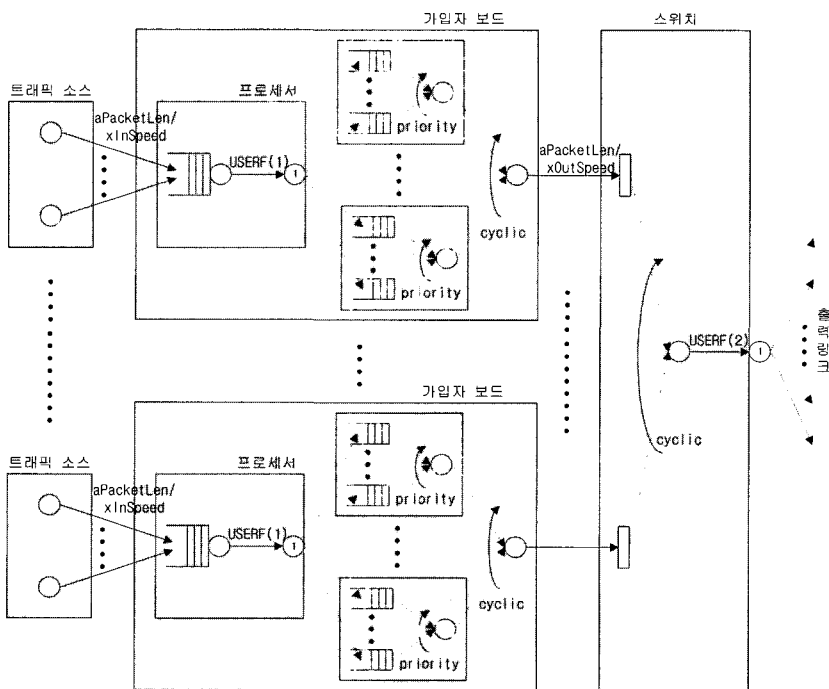 가입자 보드
스위치
트래픽 소스
프로세서
aPacketLen/
xInSpeed
USERF(1)
1
priority
aPacketLen/
xOutSpeed
priority
cyclic
출력링크
USERF(2)
1
cyclic
가입자 보드
트래픽 소스
프로세서
aPacketLen/
xInSpeed
USERF(1)
1
priority
cyclic
priority